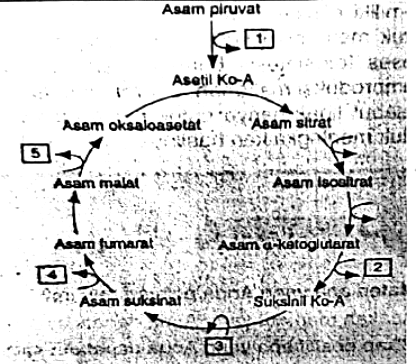 Asam piruvat
1
Asetil Ko-A
Asam oksaloasetat
Asam sitrat
5
Asam malat
Asam isositrat
Asam fumarat
Asam α-ketoglutarat
4
2
Asam suksinat
Suksinil Ko-A
3